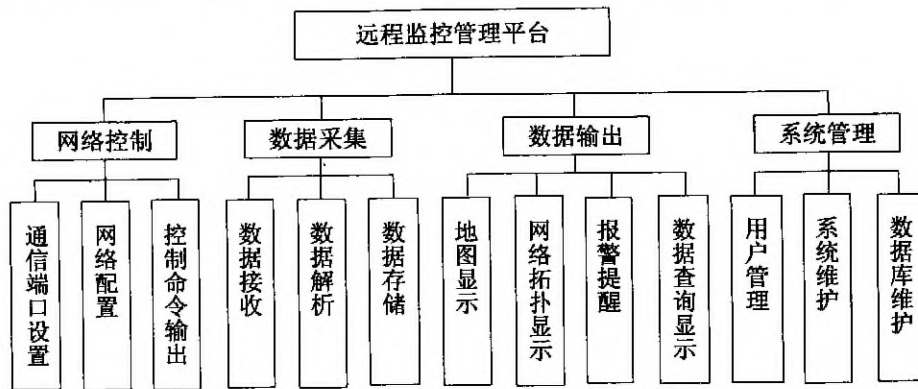 远程监控管理平台
网络控制
数据采集
数据输出
系统管理
通信端口设置
网络配置
控制命令输出
数据接收
数据解析
数据存储
地图显示
网络拓扑显示
报警提醒
数据查询显示
用户管理
系统维护
数据库维护